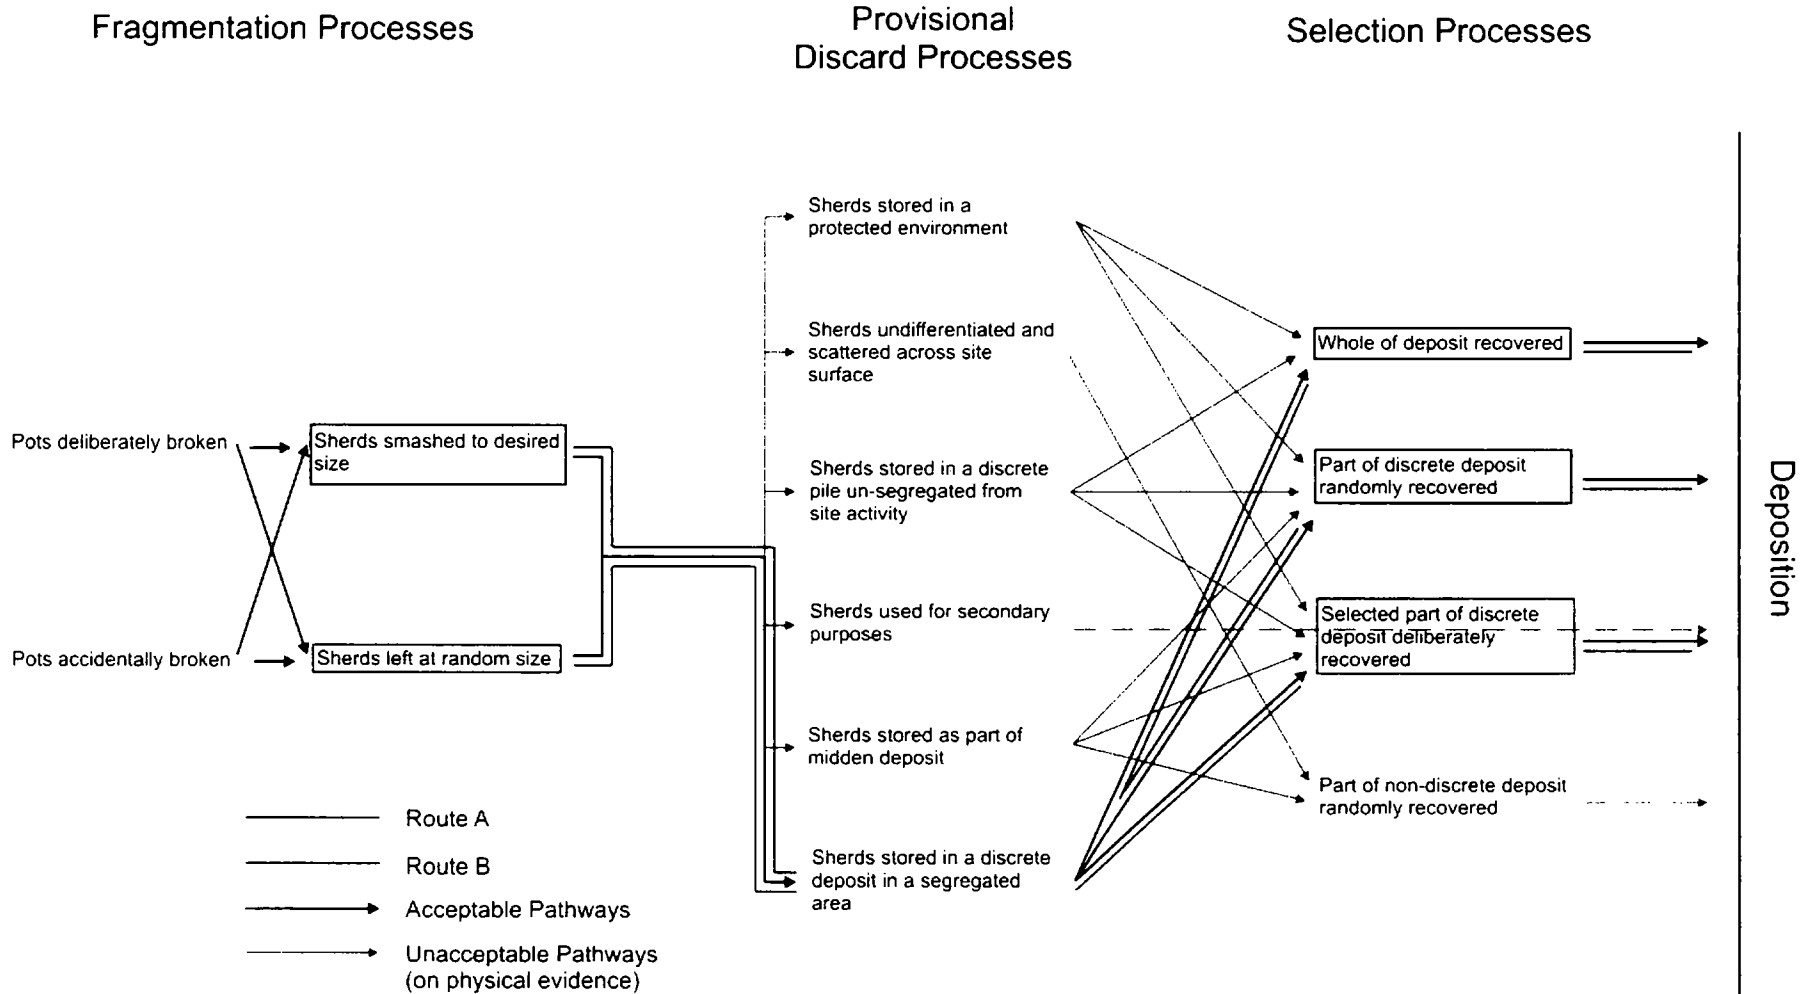 Fragmentation Processes
Provisional
Discard Processes
Selection Processes
Sherds stored in a
protected environment
Sherds undifferentiated and
scattered across site
surface
Whole of deposit recovered
Pots deliberately broken
Sherds smashed to desired
size
Sherds stored in a discrete
pile un-segregated from
site activity
Part of discrete deposit
randomly recovered
Deposition
Pots accidentally broken
Sherds left at random size
Sherds used for secondary
purposes
Selected part of discrete
deposit deliberately
recovered
Sherds stored as part of
midden deposit
Part of non-discrete deposit
randomly recovered
Sherds stored in a discrete
deposit in a segregated
area
Route A
Route B
Acceptable Pathways
Unacceptable Pathways
(on physical evidence)